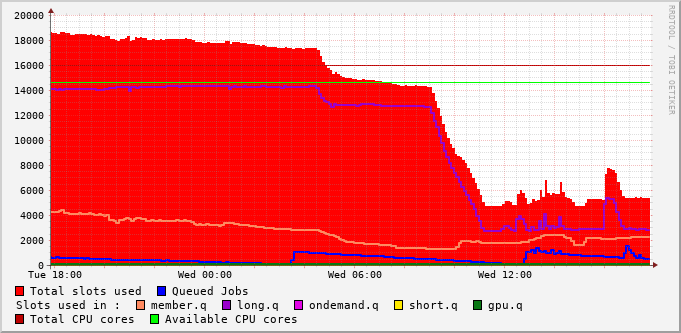 20000
18000
16000
14000
12000
10000
8000
6000
4000
2000
0
Tue 18:00 Wed 00:00 Wed 06:00 Wed 12:00
RRDTOOL / TOBI OETIKER
Total slots used Queued Jobs
Slots used in : member.q long.q ondemand.q short.q gpu.q
Total CPU cores Available CPU cores